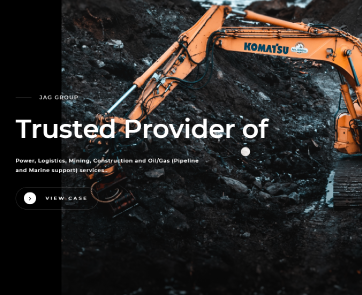 KOMATSU
JAG GROUP
Trusted Provider of
Power, Logistics, Mining, Construction and Oil/Gas (Pipeline
and Marine support) services.
VIEW CASE